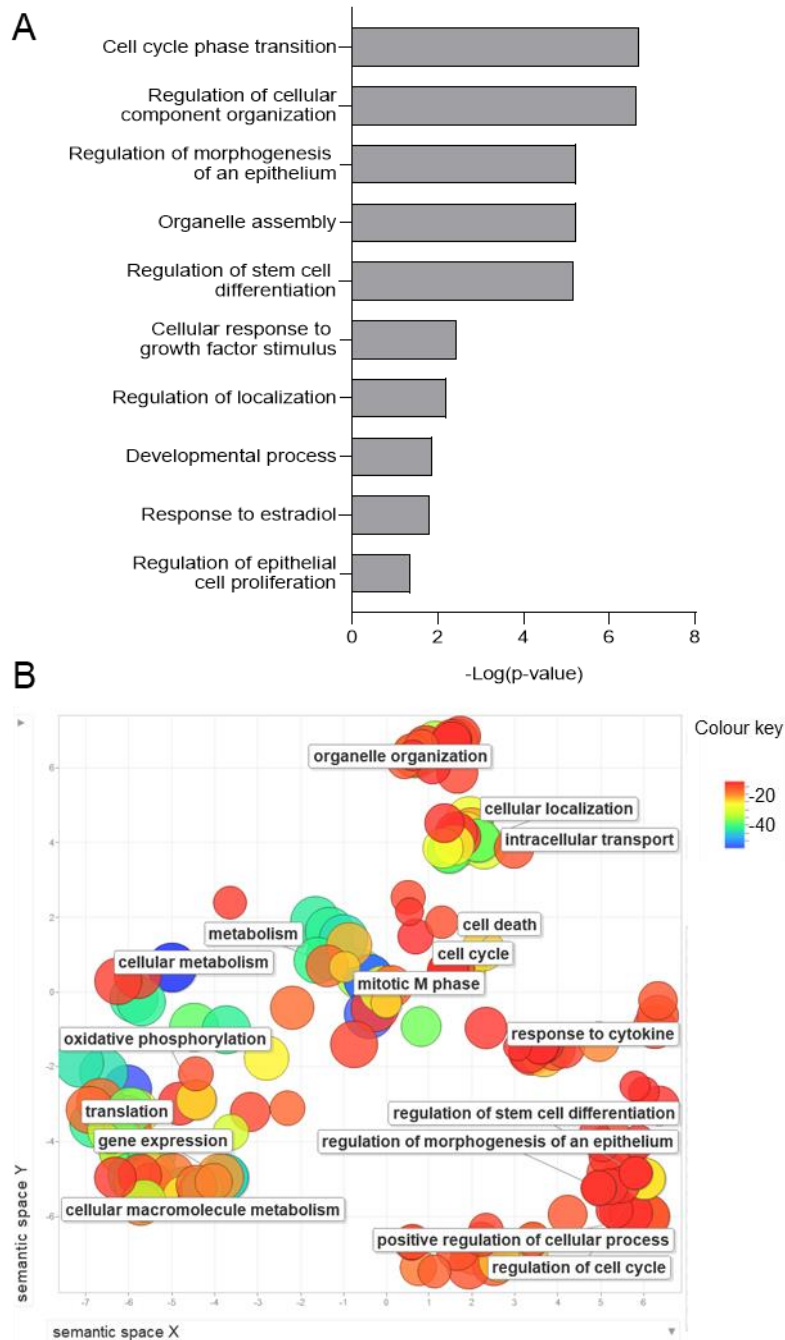 A
Cell cycle phase transition
Regulation of cellular
component organization
Regulation of morphogenesis
of an epithelium
Organelle assembly
Regulation of stem cell
differentiation
Cellular response to
growth factor stimulus
Regulation of localization
Developmental process
Response to estradiol
Regulation of epithelial
cell proliferation
0 2 4 6 8
-Log(p-value)
B
Colour key
-20
-40
organelle organization
cellular localization
intracellular transport
cell death
metabolism
cell cycle
cellular metabolism
mitotic M phase
oxidative phosphorylation
response to cytokine
translation
regulation of stem cell differentiation
gene expression
regulation of morphogenesis of an epithelium
cellular macromolecule metabolism
positive regulation of cellular process
regulation of cell cycle
6
4
2
0
-2
-4
-6
semantic space Y
-7 -6 -5 -4 -3 -2 -1 0 1 2 3 4 5 6
semantic space X